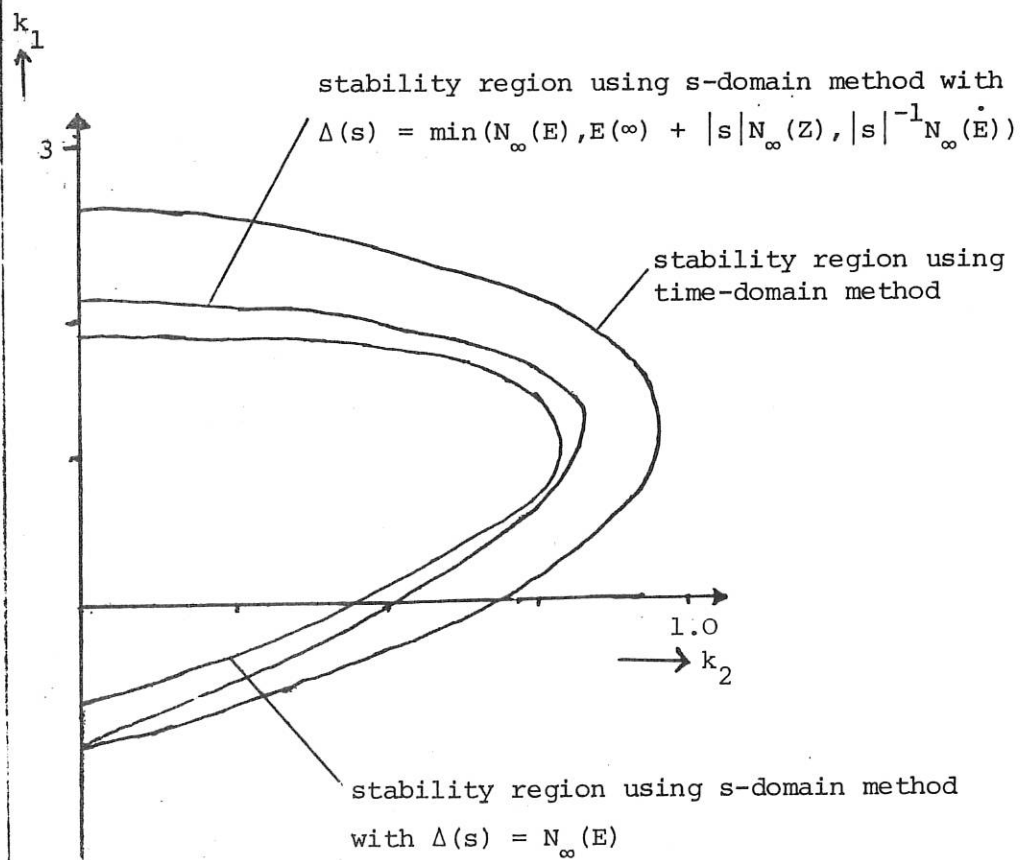 k₁
stability region using s-domain method with
Δ(s) = min(N∞(E),E(∞) + |s|N∞(Z),|s|⁻¹N∞(Ė))
3
stability region using
time-domain method
1.0
k₂
stability region using s-domain method
with Δ(s) = N∞(E)